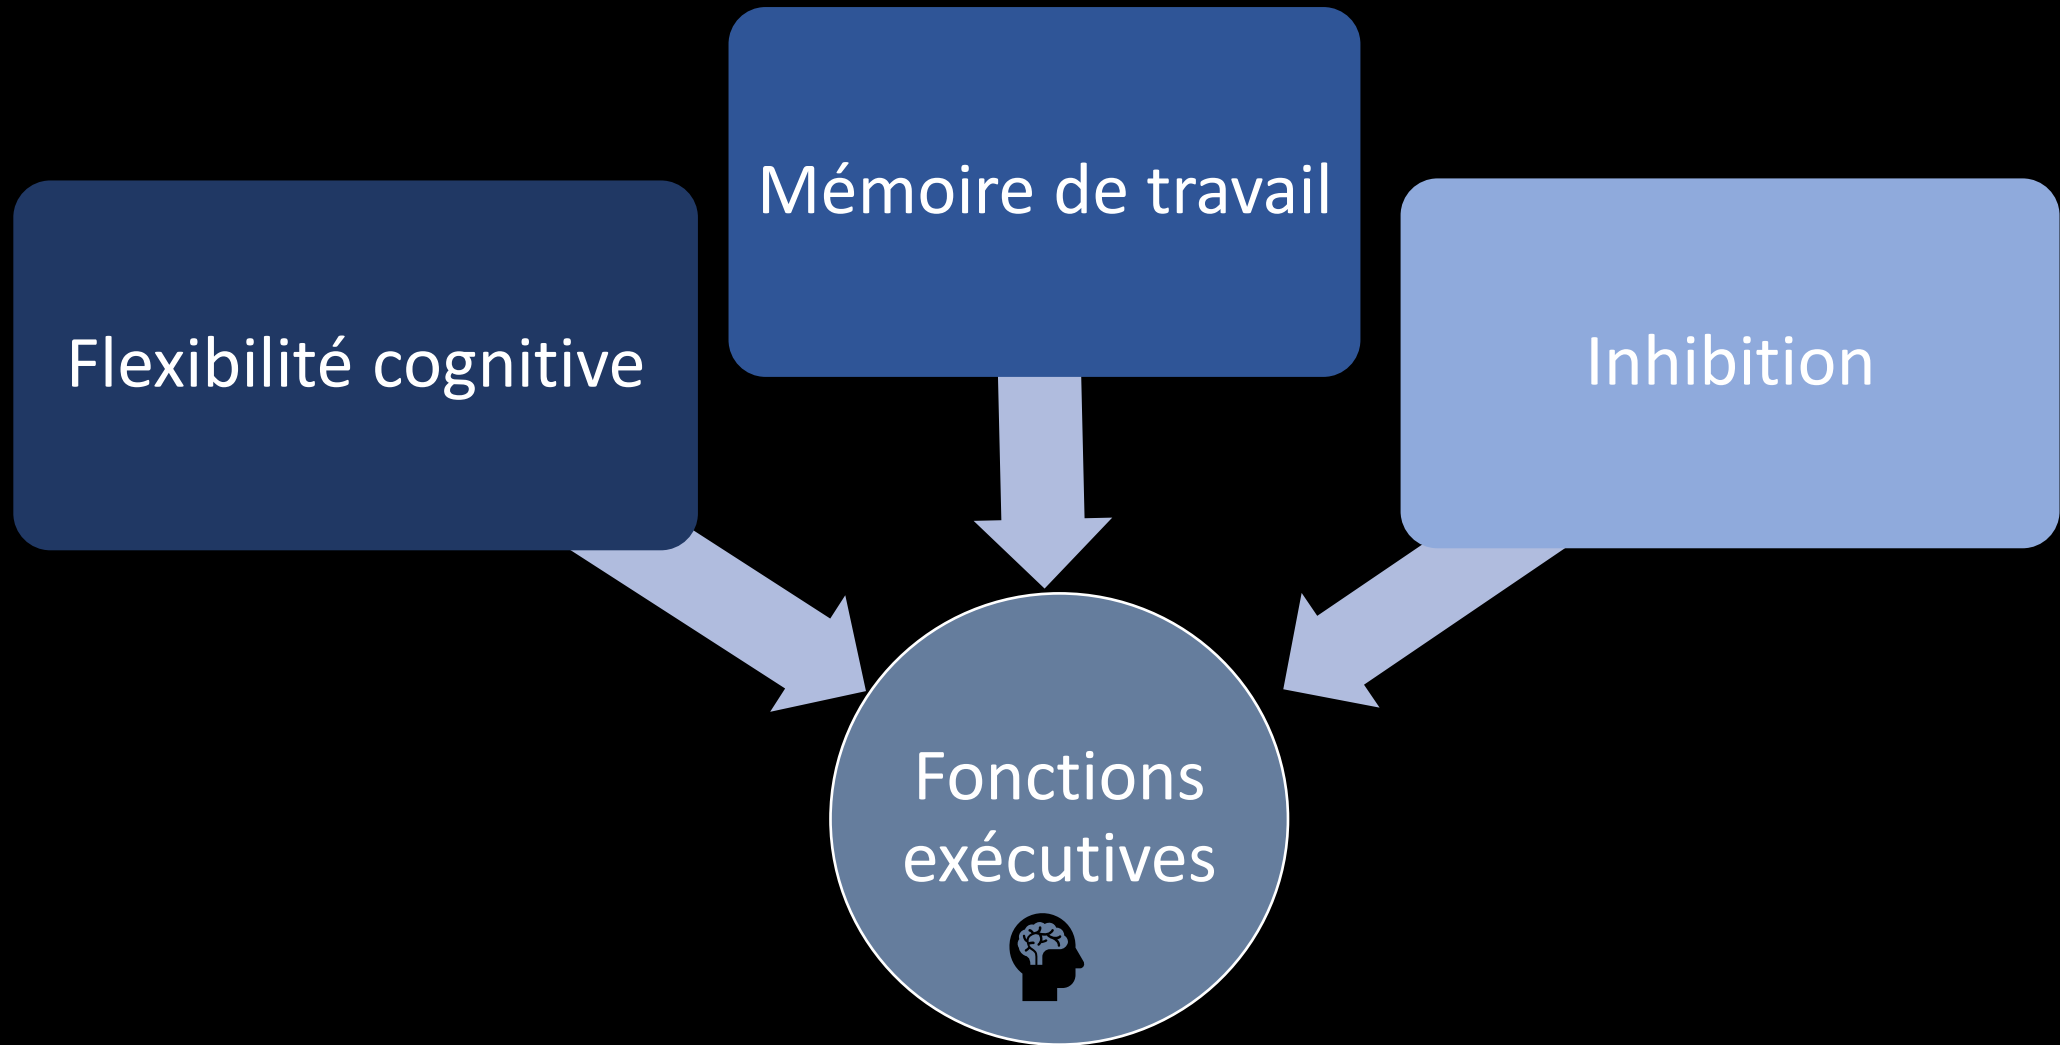 Mémoire de travail
Flexibilité cognitive
Inhibition
Fonctions
exécutives